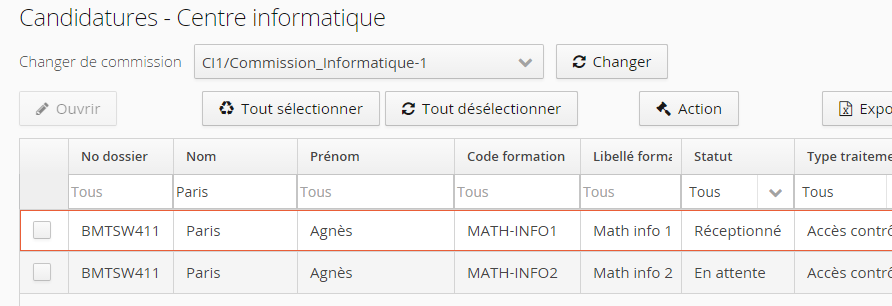 Candidatures - Centre informatique
Changer de commission CI1/Commission_Informatique-1 Changer
Ouvrir Tout sélectionner Tout désélectionner Action Expo
No dossier Nom Prénom Code formation Libellé forma Statut Type traiteme
Tous Paris Tous Tous Tous Tous Tous
BMTSW411 Paris Agnès MATH-INFO1 Math info 1 Réceptionné Accès contrô
BMTSW411 Paris Agnès MATH-INFO2 Math info 2 En attente Accès contrô